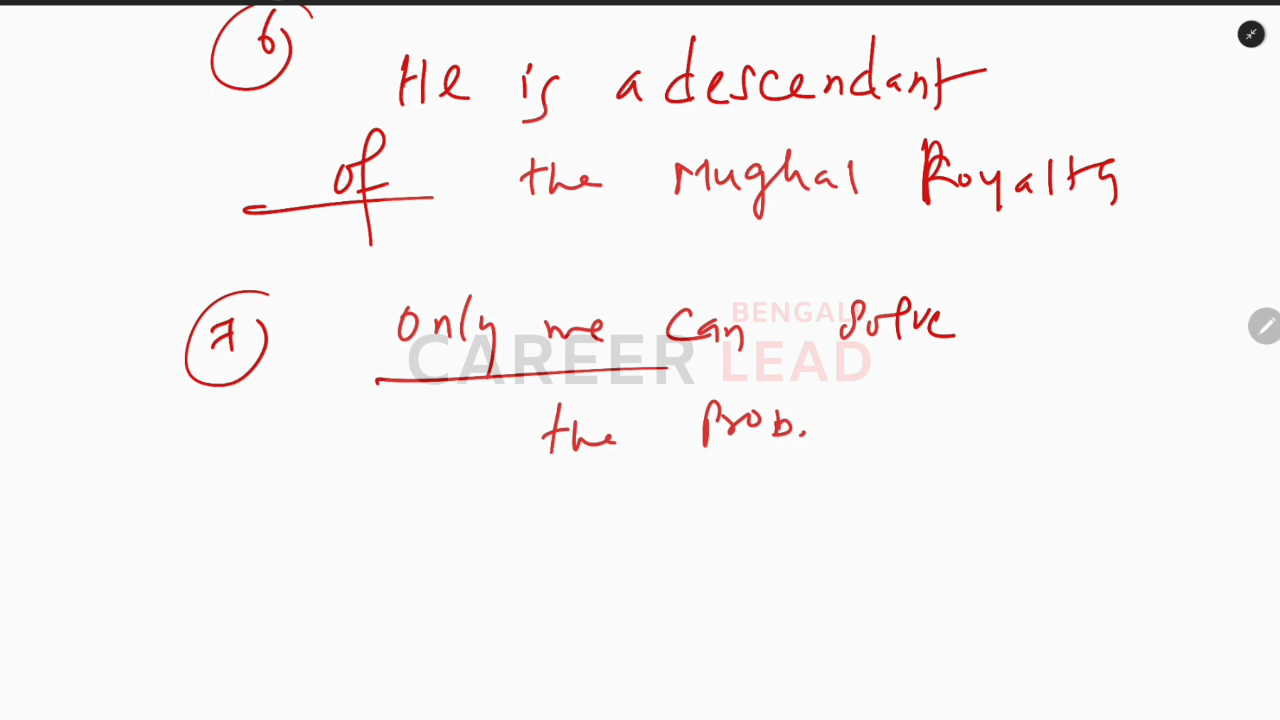 6
He is a descendant
of the Mughal Royalty
7
Only we can solve
the Prob.
BENGAL
CAREER LEAD